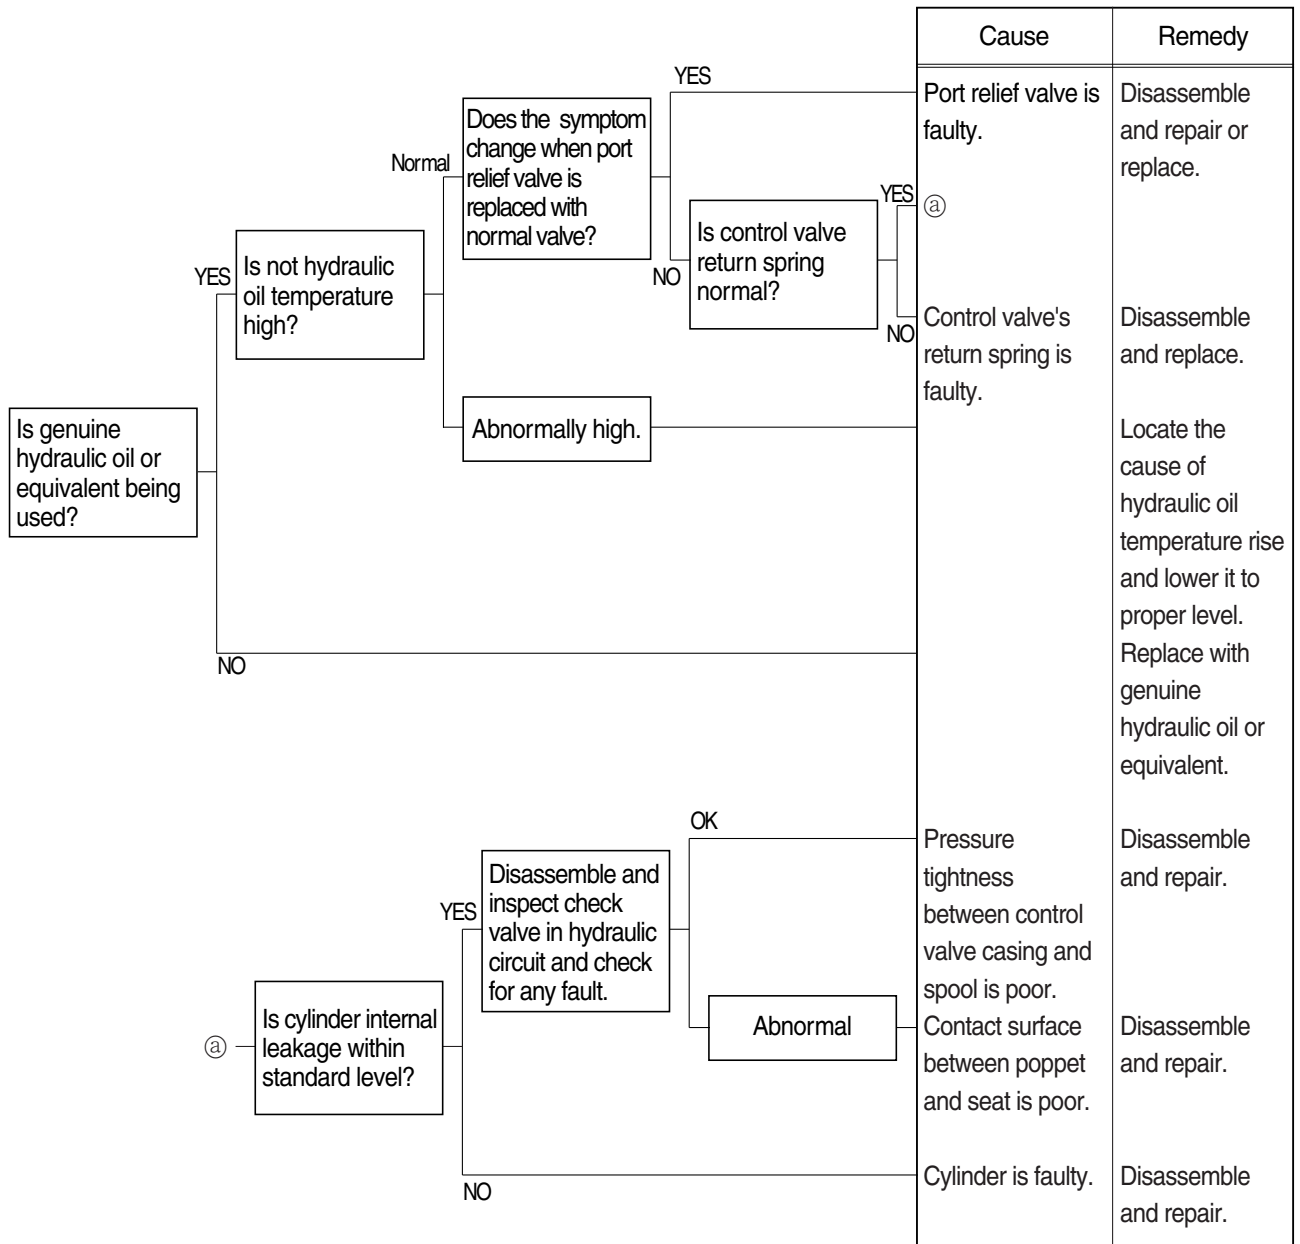 Cause
Remedy
YES
Port relief valve is
faulty.
Disassemble
and repair or
replace.
Does the symptom
change when port
relief valve is
replaced with
normal valve?
Normal
YES
ⓐ
Is control valve
return spring
normal?
NO
Is not hydraulic
oil temperature
high?
YES
NO
Control valve's
return spring is
faulty.
Disassemble
and replace.
Abnormally high.
Is genuine
hydraulic oil or
equivalent being
used?
Locate the
cause of
hydraulic oil
temperature rise
and lower it to
proper level.
NO
Replace with
genuine
hydraulic oil or
equivalent.
OK
Pressure
tightness
between control
valve casing and
spool is poor.
Disassemble
and repair.
Disassemble and
inspect check
valve in hydraulic
circuit and check
for any fault.
YES
Abnormal
Contact surface
between poppet
and seat is poor.
Disassemble
and repair.
ⓐ
Is cylinder internal
leakage within
standard level?
NO
Cylinder is faulty.
Disassemble
and repair.